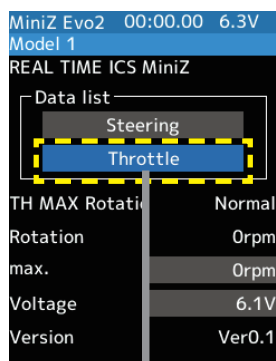 MiniZ Evo2 00:00.00 6.3V
Model 1
REAL TIME ICS MiniZ
Data list
Steering
Throttle
TH MAX Rotati Normal
Rotation 0rpm
max. 0rpm
Voltage 6.1V
Version Ver0.1